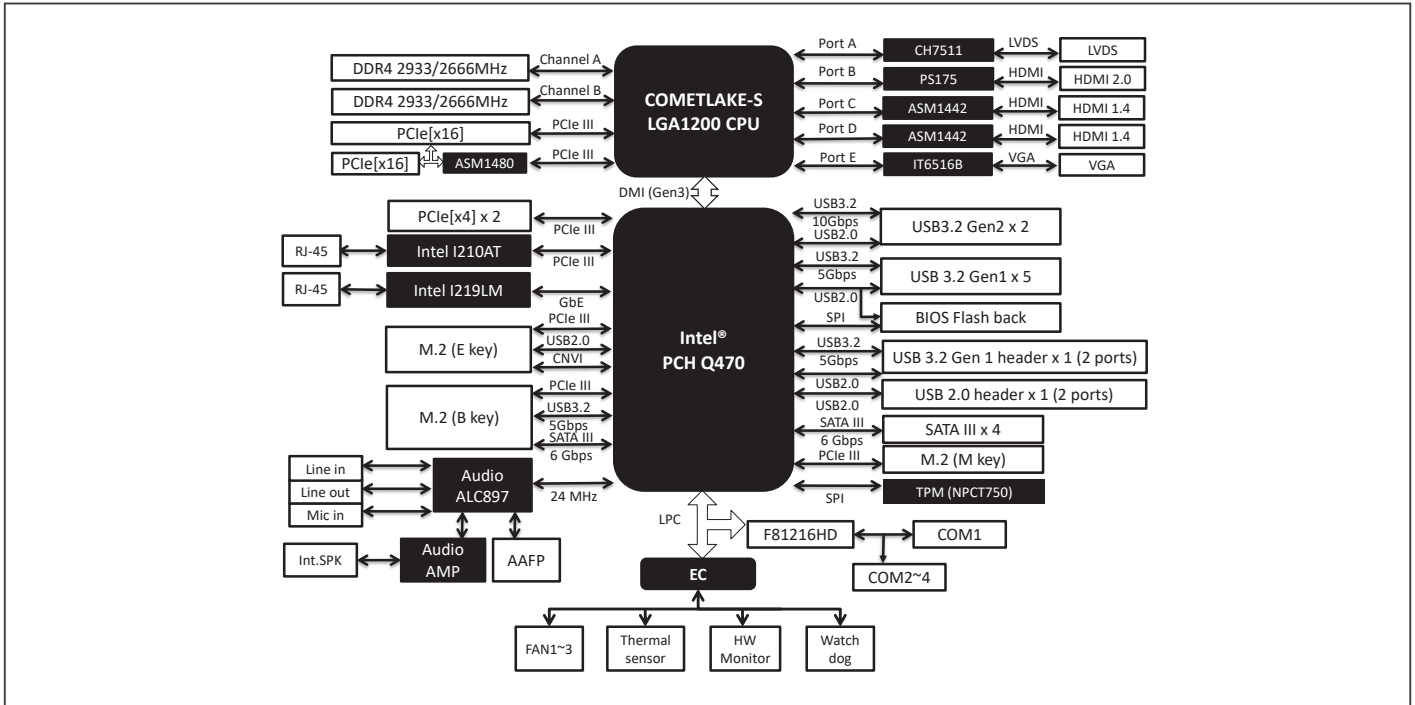 Channel A
DDR4 2933/2666MHz
Channel B
DDR4 2933/2666MHz
PCIe[x16]
PCIe III
PCIe[x16]
ASM1480
PCIe III
COMETLAKE-S
LGA1200 CPU
Port A
CH7511
LVDS
LVDS
Port B
PS175
HDMI
HDMI 2.0
Port C
ASM1442
HDMI
HDMI 1.4
Port D
ASM1442
HDMI
HDMI 1.4
Port E
IT6516B
VGA
VGA
DMI (Gen3)
PCIe[x4] x 2
PCIe III
RJ-45
Intel I210AT
PCIe III
RJ-45
Intel I219LM
GbE
M.2 (E key)
PCIe III
USB2.0
CNVI
M.2 (B key)
PCIe III
USB3.2
5Gbps
SATA III
6 Gbps
Line in
Line out
Mic in
Audio
ALC897
24 MHz
Int.SPK
Audio
AMP
AAFP
Intel®
PCH Q470
USB3.2
10Gbps
USB2.0
USB3.2 Gen2 x 2
USB3.2
5Gbps
USB2.0
USB 3.2 Gen1 x 5
SPI
BIOS Flash back
USB3.2
5Gbps
USB2.0
USB 3.2 Gen 1 header x 1 (2 ports)
USB2.0
USB 2.0 header x 1 (2 ports)
SATA III
6 Gbps
SATA III x 4
PCIe III
M.2 (M key)
SPI
TPM (NPCT750)
LPC
F81216HD
COM1
COM2~4
EC
FAN1~3
Thermal
sensor
HW
Monitor
Watch
dog